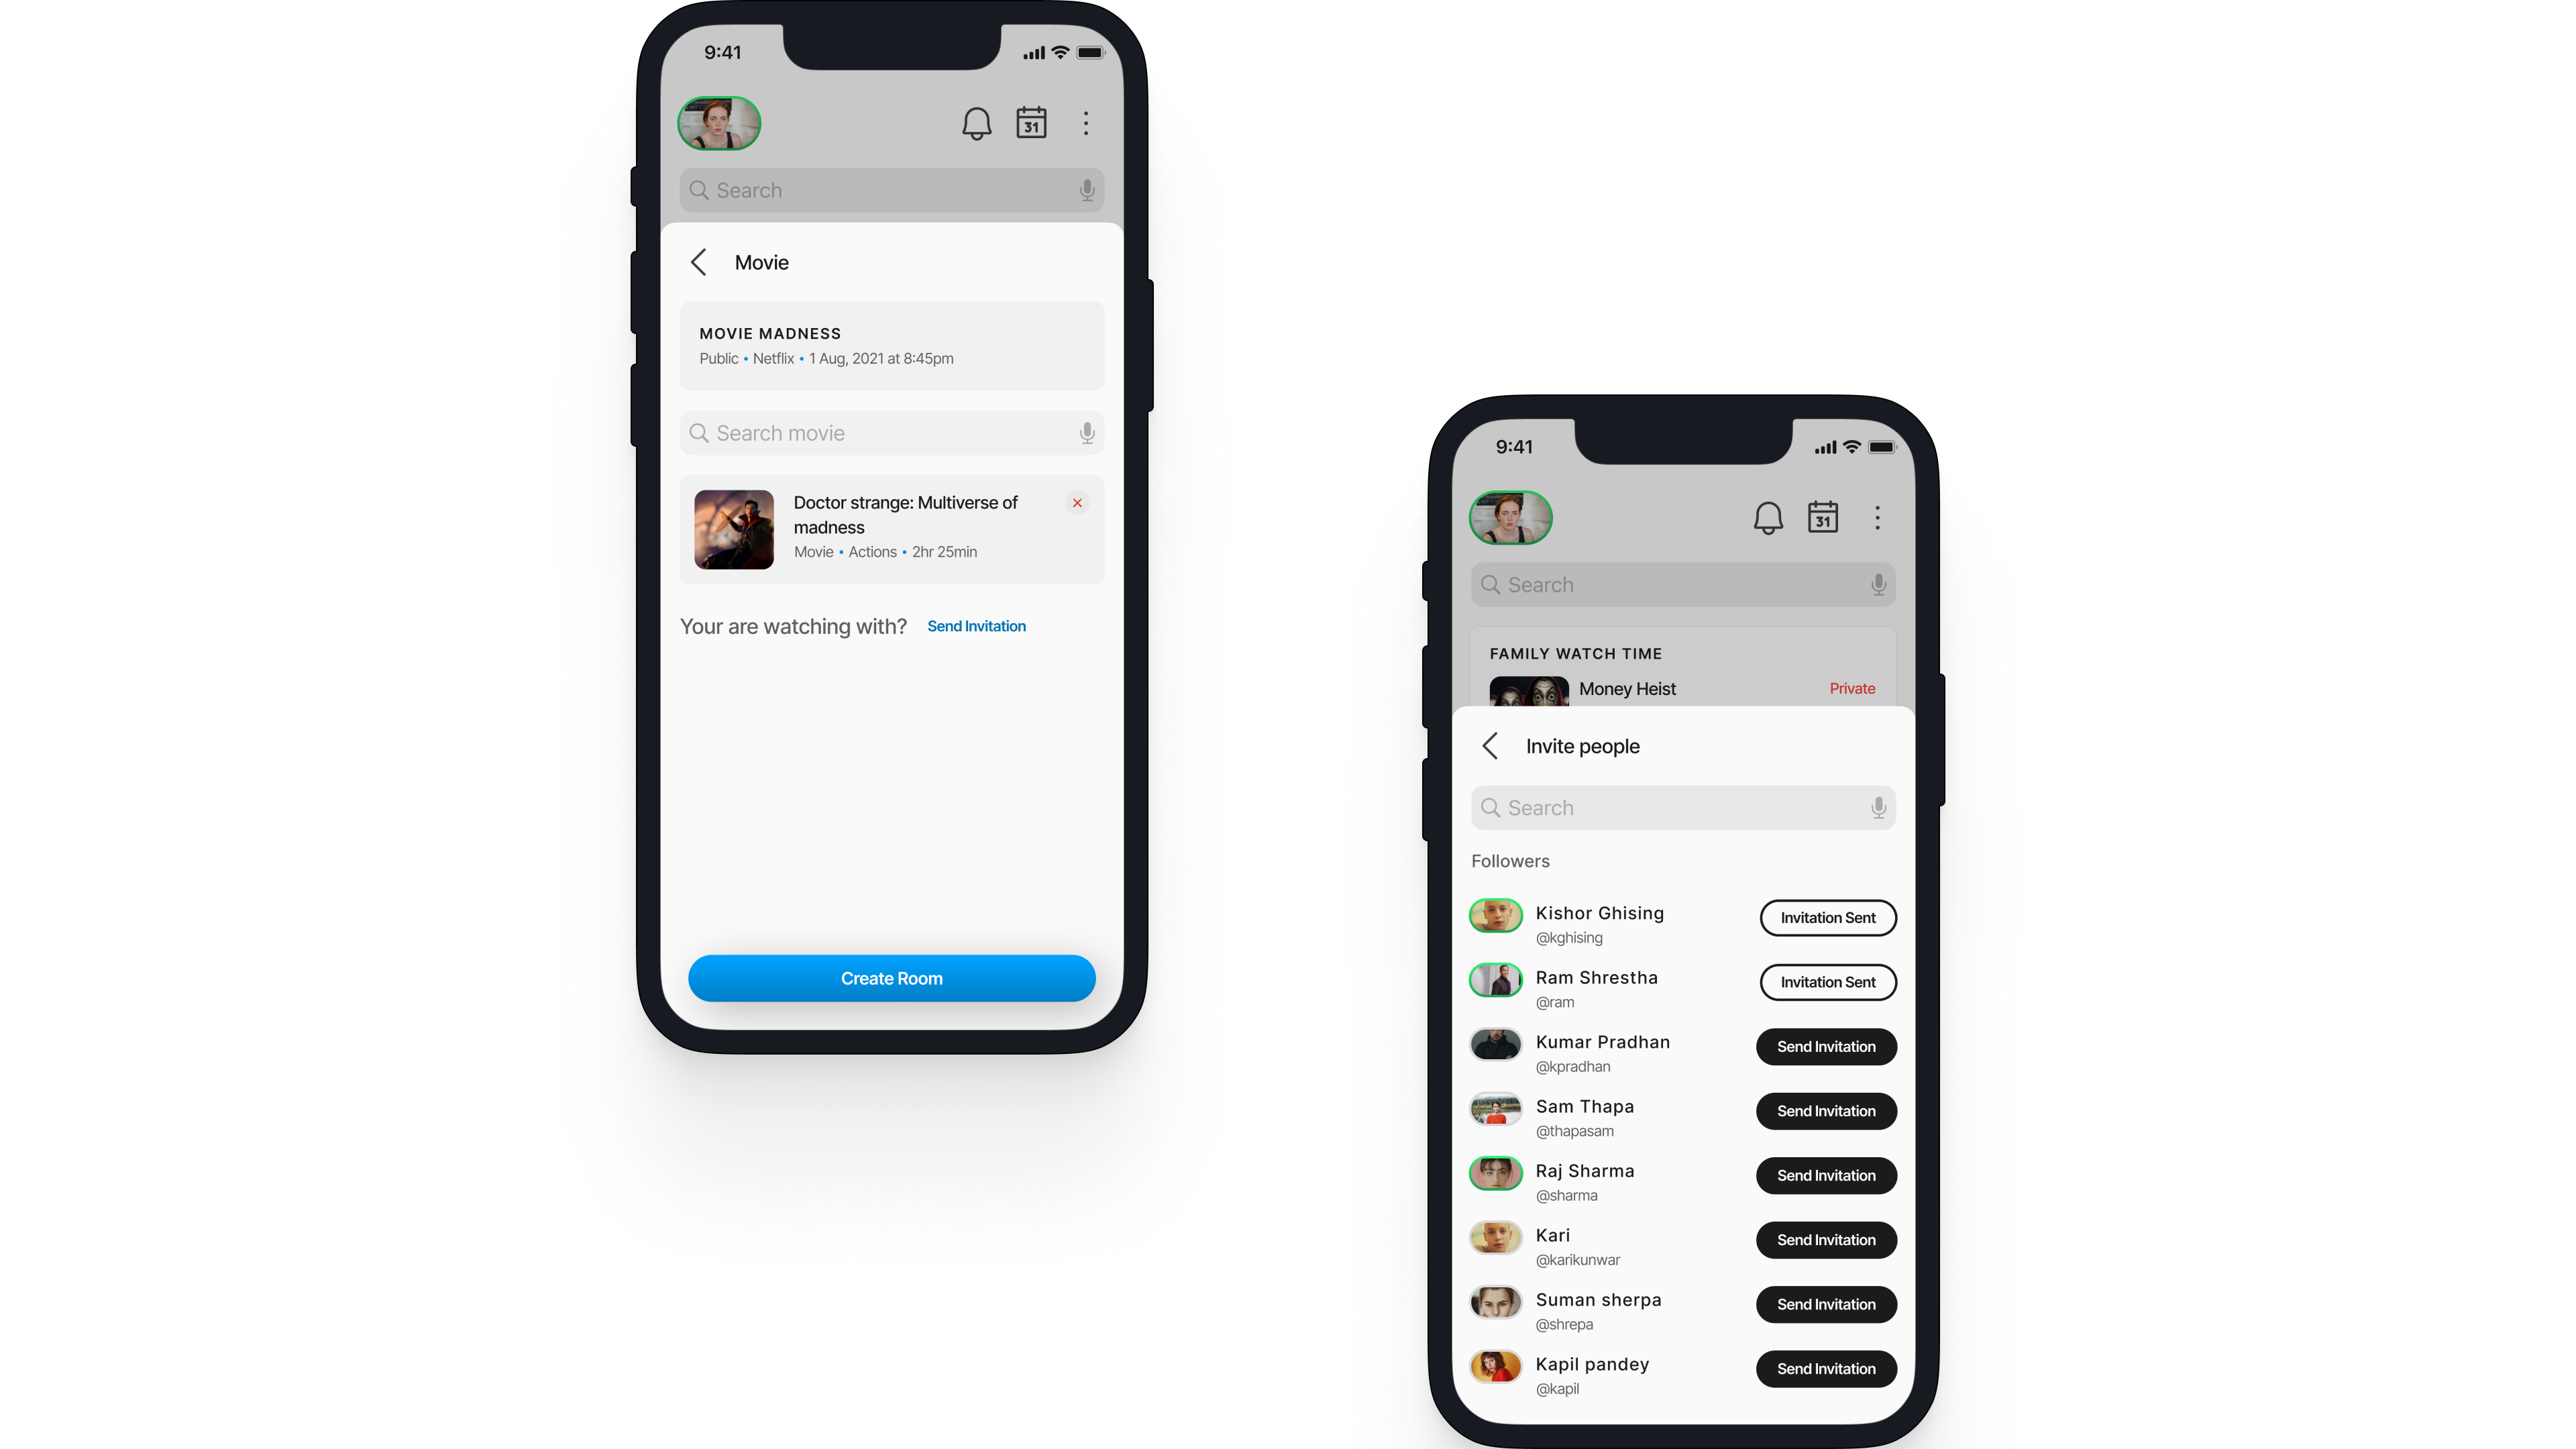 9:41
31
Search
Movie
MOVIE MADNESS
Public • Netflix • 1 Aug, 2021 at 8:45pm
Search movie
Doctor strange: Multiverse of
madness
Movie • Actions • 2hr 25min
Your are watching with? Send Invitation
Create Room
9:41
31
Search
FAMILY WATCH TIME
Money Heist Private
Invite people
Search
Followers
Kishor Ghising
@kghising
Invitation Sent
Ram Shrestha
@ram
Invitation Sent
Kumar Pradhan
@kpradhan
Send Invitation
Sam Thapa
@thapasam
Send Invitation
Raj Sharma
@sharma
Send Invitation
Kari
@karikunwar
Send Invitation
Suman sherpa
@shrepa
Send Invitation
Kapil pandey
@kapil
Send Invitation